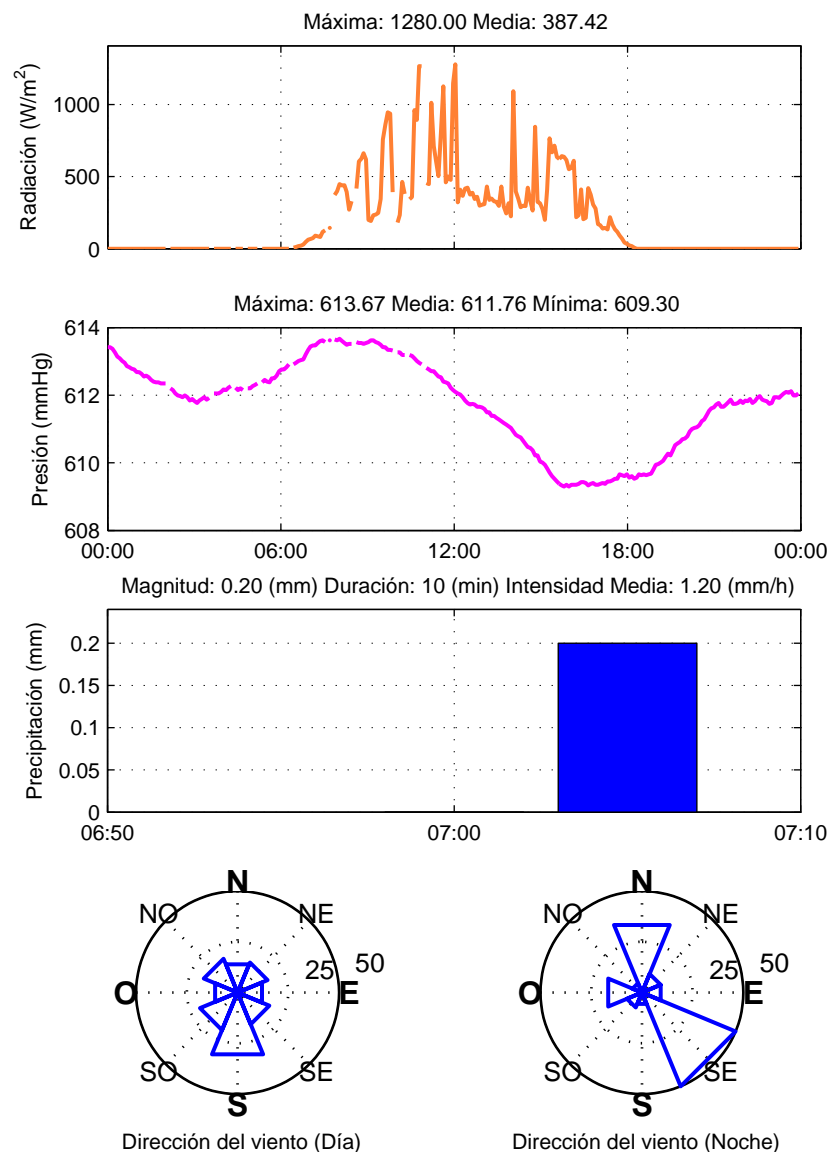 Máxima: 1280.00 Media: 387.42
Radiación (W/m²)
1000
500
0
Máxima: 613.67 Media: 611.76 Mínima: 609.30
Presión (mmHg)
614
612
610
608
00:00 06:00 12:00 18:00 00:00
Magnitud: 0.20 (mm) Duración: 10 (min) Intensidad Media: 1.20 (mm/h)
Precipitación (mm)
0.2
0.15
0.1
0.05
0
06:50 07:00 07:10
N
NO NE
25 50
O E
SO SE
S
Dirección del viento (Día)
N
NO NE
25 50
O E
SO SE
S
Dirección del viento (Noche)